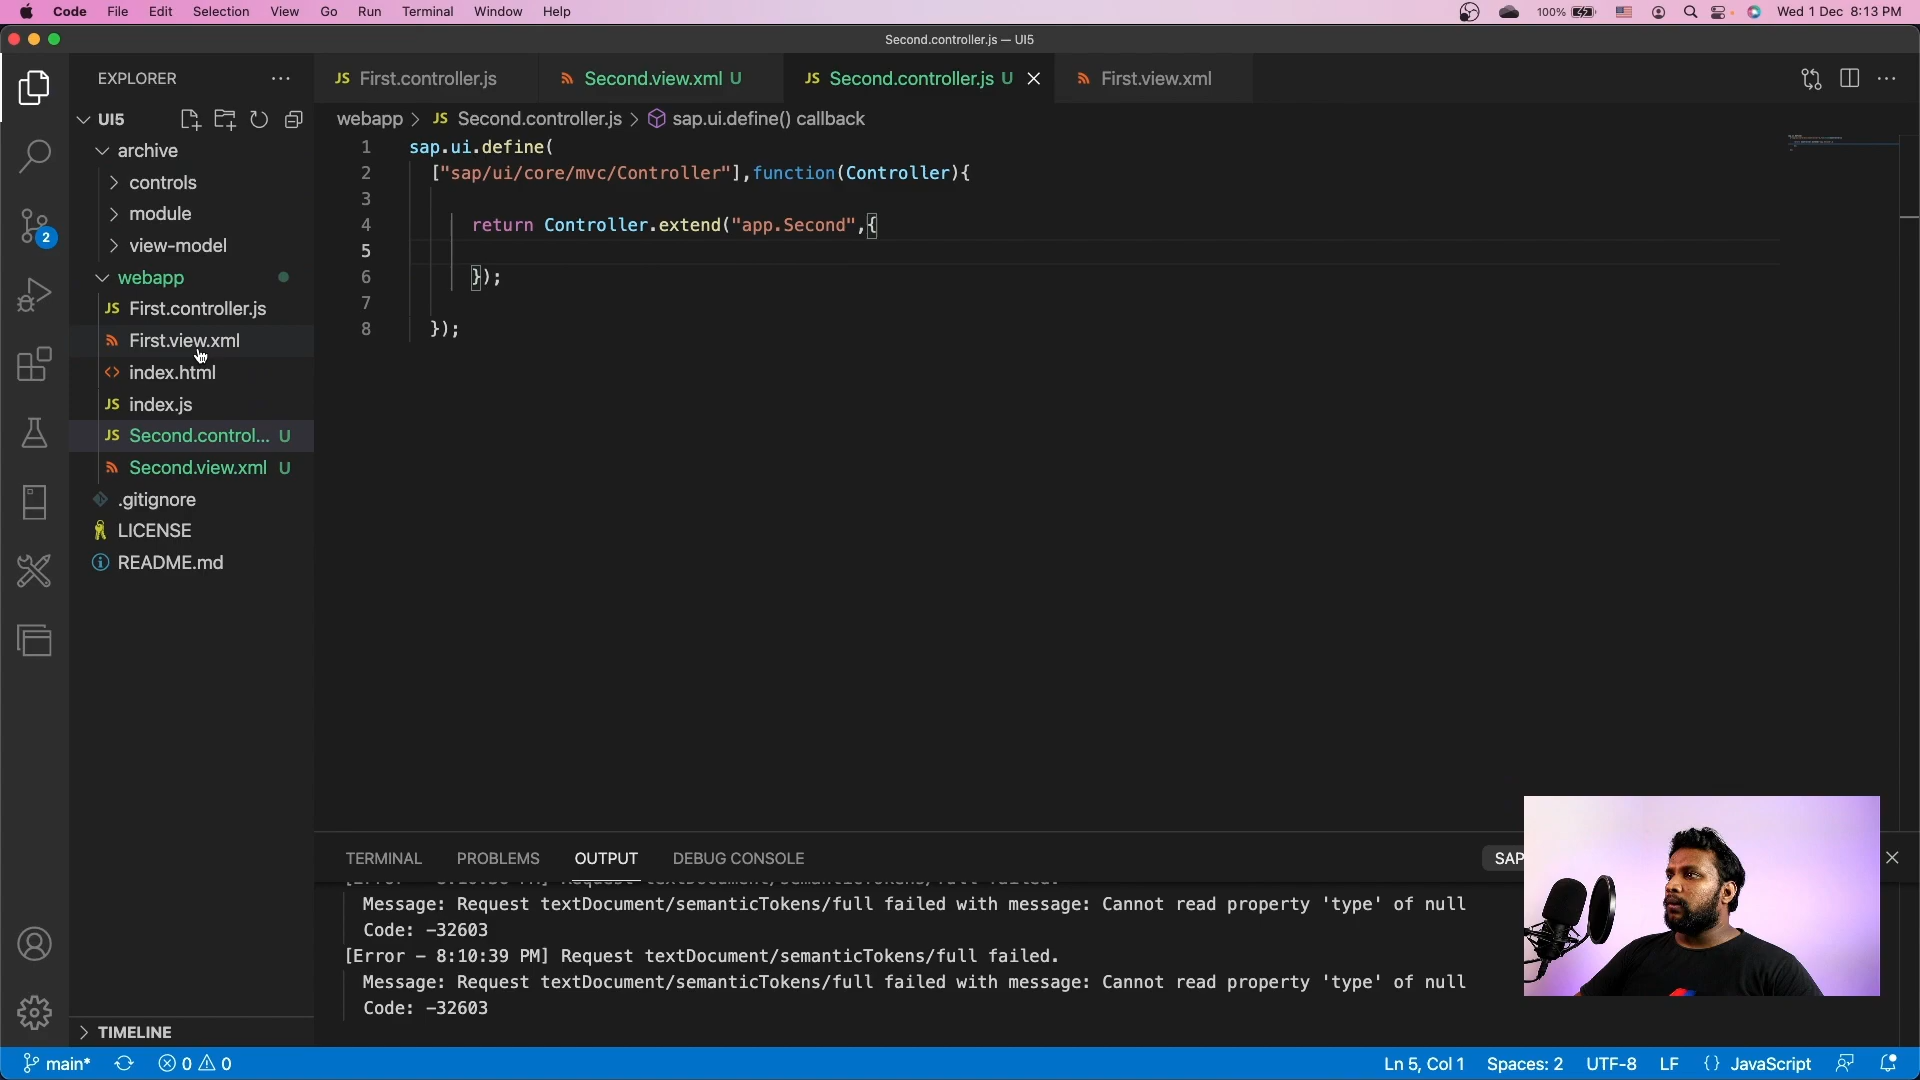 Code File Edit Selection View Go Run Terminal Window Help 100% Wed 1 Dec 8:13 PM
Second.controller.js — UI5
EXPLORER
JS First.controller.js Second.view.xml U JS Second.controller.js U First.view.xml
UI5
webapp > JS Second.controller.js > sap.ui.define() callback
archive
controls
module
view-model
webapp
JS First.controller.js
First.view.xml
<> index.html
JS index.js
JS Second.control... U
Second.view.xml U
.gitignore
LICENSE
README.md
TIMELINE
2
1 sap.ui.define(
2 ["sap/ui/core/mvc/Controller"],function(Controller){
3
4 return Controller.extend("app.Second",{
5
6 });
7
8 });
TERMINAL PROBLEMS OUTPUT DEBUG CONSOLE SAP
Message: Request textDocument/semanticTokens/full failed with message: Cannot read property 'type' of null
Code: -32603
[Error - 8:10:39 PM] Request textDocument/semanticTokens/full failed.
Message: Request textDocument/semanticTokens/full failed with message: Cannot read property 'type' of null
Code: -32603
main* 0 0 Ln 5, Col 1 Spaces: 2 UTF-8 LF {} JavaScript